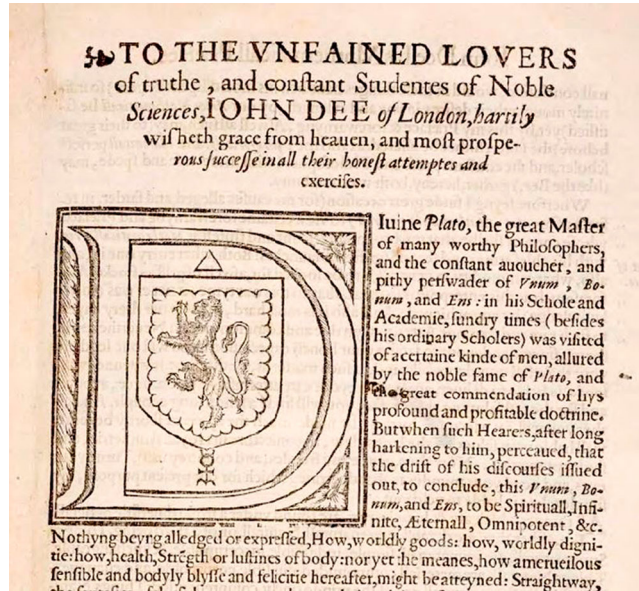 TO THE VNFAINED LOVERS
of truthe, and conſtant Studentes of Noble
Sciences, IOHN DEE of London, hartily
wiſheth grace from heauen, and moſt proſpe-
rous ſucceſſe in all their honeſt attemptes and
exerciſes.
DIuine Plato, the great Maſter
of many worthy Philoſophers,
and the conſtant auoucher, and
pithy perſwader of Vnum, Bo-
num, and Ens: in his Schole and
Academie, ſundry times (beſides
his ordinary Scholers) was viſited
of a certaine kinde of men, allured
by the noble fame of Plato, and
the great commendation of hys
profound and profitable doctrine.
But when ſuch Hearers, after long
harkening to him, perceaued, that
the drift of his diſcourſes iſſued
out, to conclude, this Vnum, Bo-
num, and Ens, to be Spirituall, Infi-
nite, Æternall, Omnipotent, &c.
Nothyng beyng alledged or expreſſed, How, worldly goods: how, worldly digni-
tie: how, health, Strẽgth or luſtines of body: nor yet the meanes, how a merueilous
ſenſible and bodyly blyſſe and felicitie hereafter, might be atteyned: Straightway,